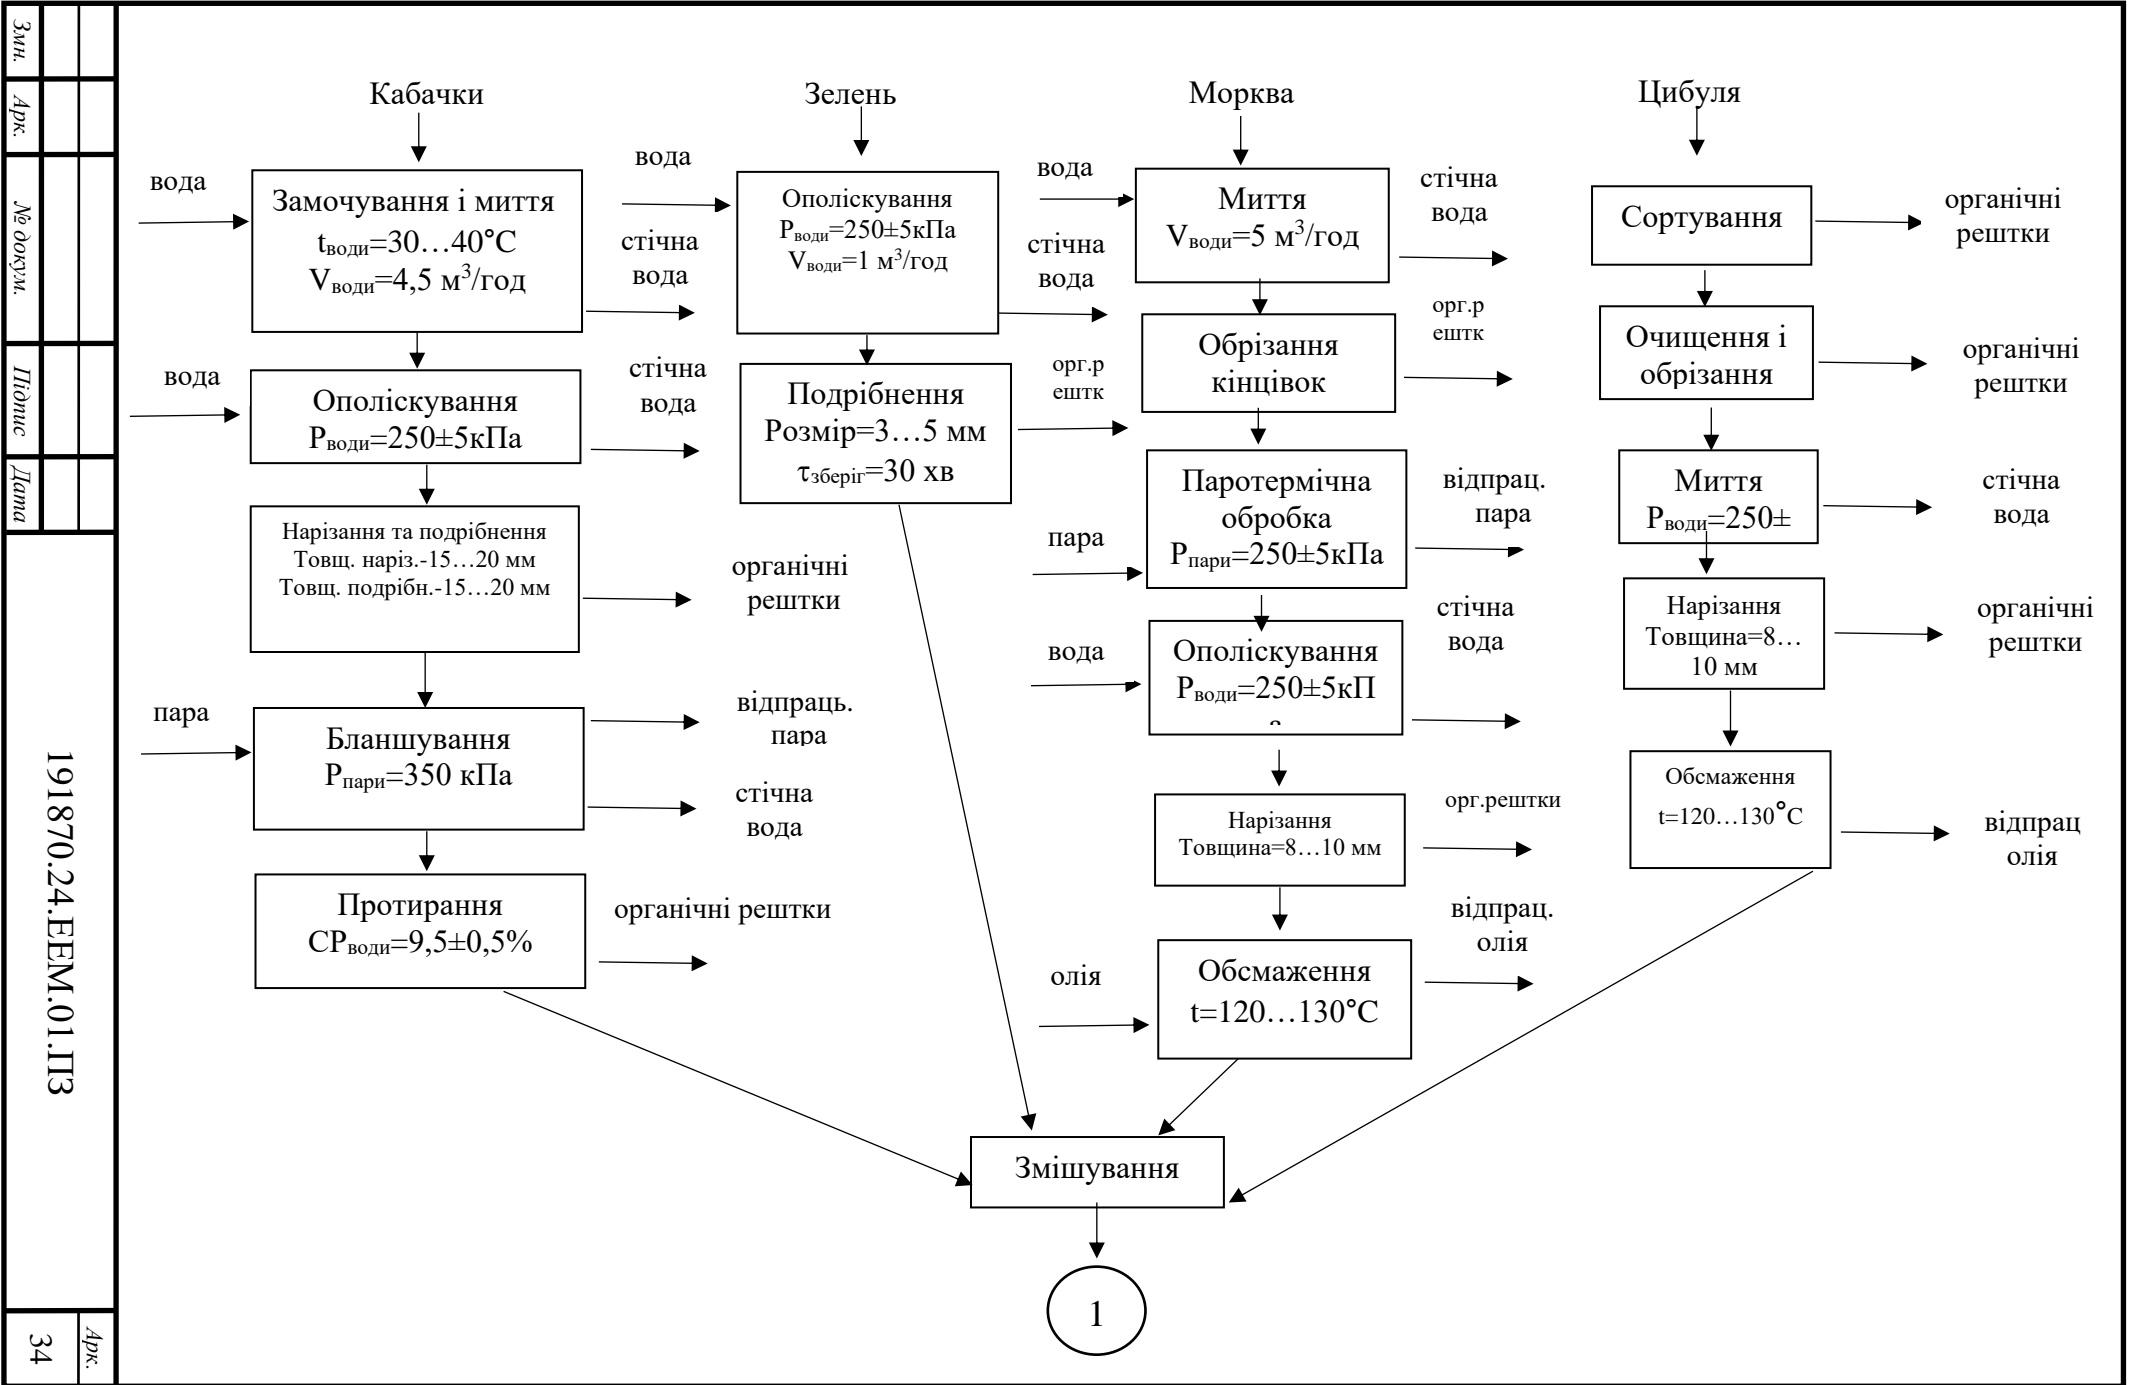 Змн.
Арк.
№ докум.
Підпис
Дата
191870.24.ЕЕМ.01.ПЗ
Арк.
34
Кабачки
вода
Замочування і миття
tводи=30…40°С
Vводи=4,5 м³/год
стічна
вода
вода
Ополіскування
Рводи=250±5кПа
стічна
вода
Нарізання та подрібнення
Товщ. наріз.-15…20 мм
Товщ. подрібн.-15…20 мм
органічні
рештки
пара
Бланшування
Рпари=350 кПа
відпраць.
пара
стічна
вода
Протирання
СРводи=9,5±0,5%
органічні рештки
Зелень
вода
Ополіскування
Рводи=250±5кПа
Vводи=1 м³/год
стічна
вода
Подрібнення
Розмір=3…5 мм
τзберіг=30 хв
орг.р
ештк
Морква
вода
Миття
Vводи=5 м³/год
стічна
вода
Обрізання
кінцівок
орг.р
ештк
пара
Паротермічна
обробка
Рпари=250±5кПа
відпрац.
пара
вода
Ополіскування
Рводи=250±5кП
а
стічна
вода
Нарізання
Товщина=8…10 мм
орг.рештки
олія
Обсмаження
t=120…130°С
відпрац.
олія
Цибуля
Сортування
органічні
рештки
Очищення і
обрізання
органічні
рештки
Миття
Рводи=250±
стічна
вода
Нарізання
Товщина=8…
10 мм
органічні
рештки
Обсмаження
t=120…130°С
відпрац
олія
Змішування
1